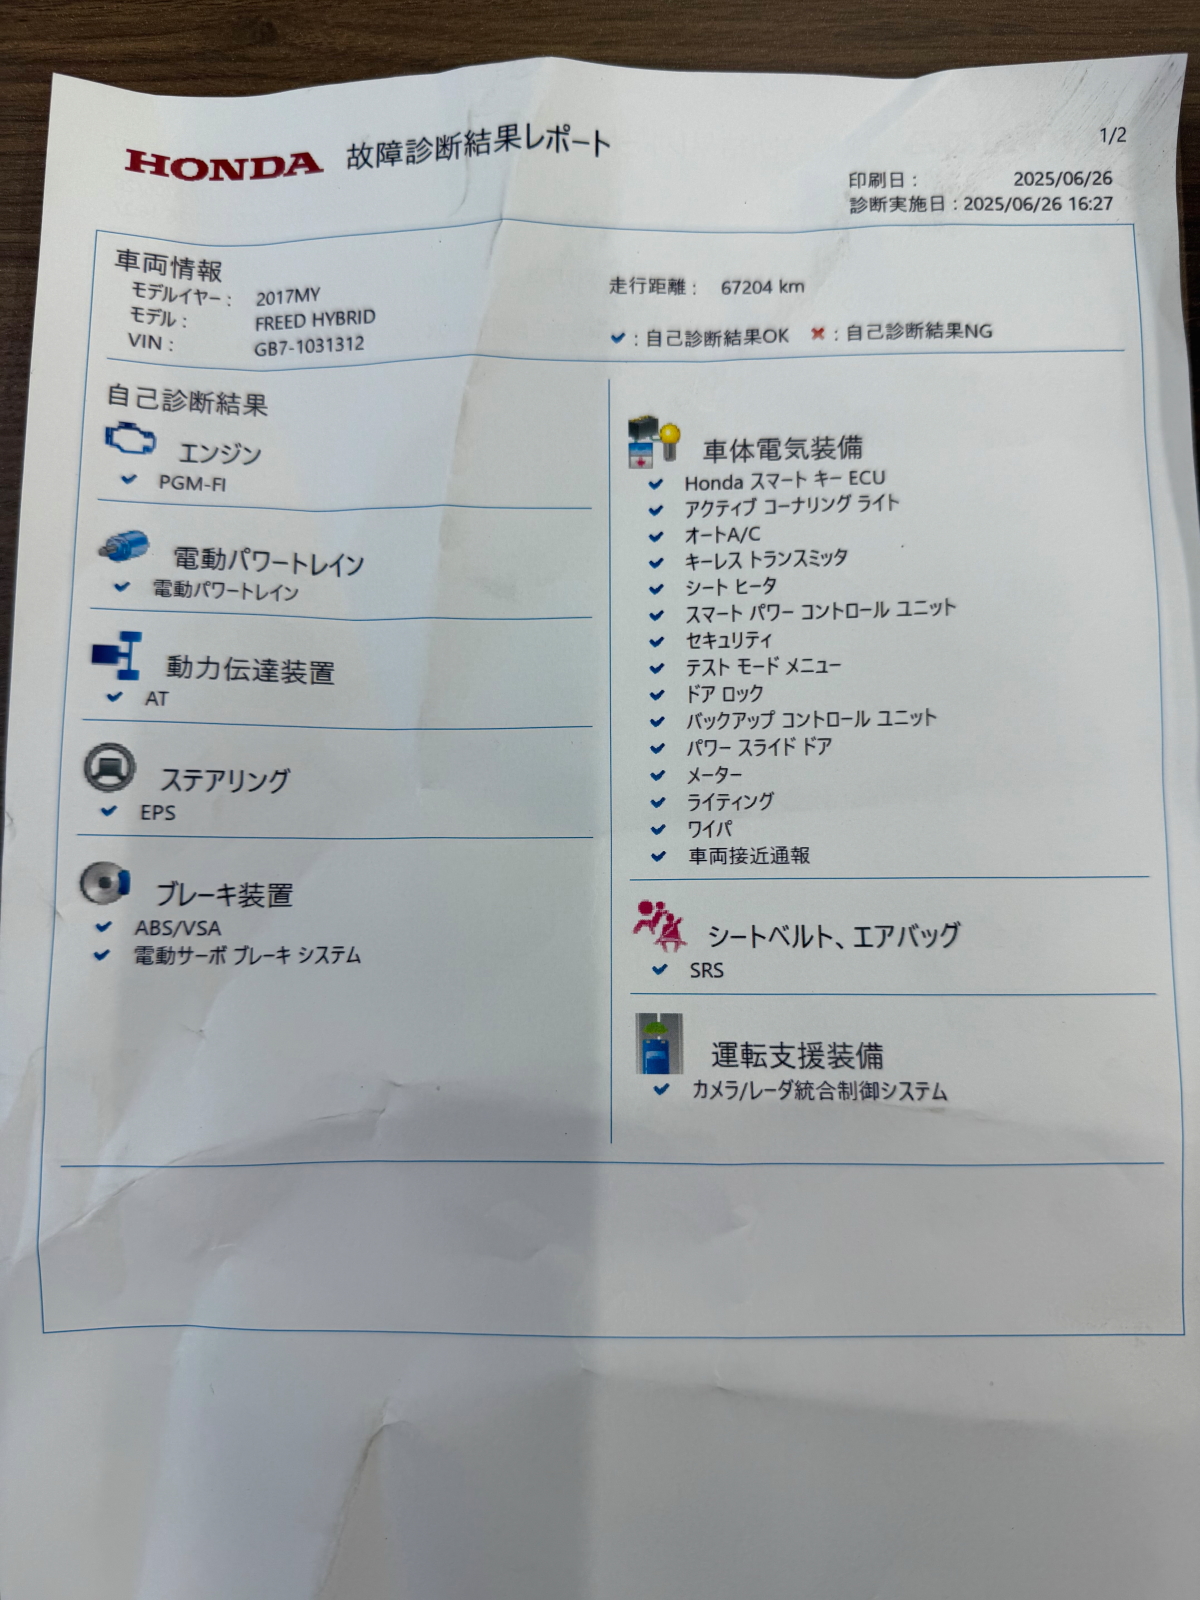 HONDA 故障診断結果レポート
1/2
印刷日： 2025/06/26
診断実施日：2025/06/26 16:27
車両情報
モデルイヤー： 2017MY
モデル： FREED HYBRID
VIN： GB7-1031312
走行距離： 67204 km
✔：自己診断結果OK ✖：自己診断結果NG
自己診断結果
エンジン
✔ PGM-FI
電動パワートレイン
✔ 電動パワートレイン
動力伝達装置
✔ AT
ステアリング
✔ EPS
ブレーキ装置
✔ ABS/VSA
✔ 電動サーボ ブレーキ システム
車体電気装備
✔ Honda スマート キー ECU
✔ アクティブ コーナリング ライト
✔ オートA/C
✔ キーレス トランスミッタ
✔ シート ヒータ
✔ スマート パワー コントロール ユニット
✔ セキュリティ
✔ テスト モード メニュー
✔ ドア ロック
✔ バックアップ コントロール ユニット
✔ パワー スライド ドア
✔ メーター
✔ ライティング
✔ ワイパ
✔ 車両接近通報
シートベルト、エアバッグ
✔ SRS
運転支援装備
✔ カメラ/レーダ統合制御システム